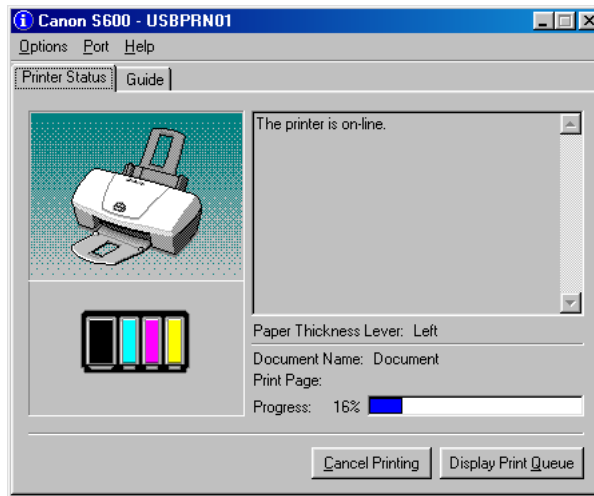 Canon S600 - USBPRN01
Options Port Help
Printer Status Guide
The printer is on-line.
Paper Thickness Lever: Left
Document Name: Document
Print Page:
Progress: 16%
Cancel Printing Display Print Queue